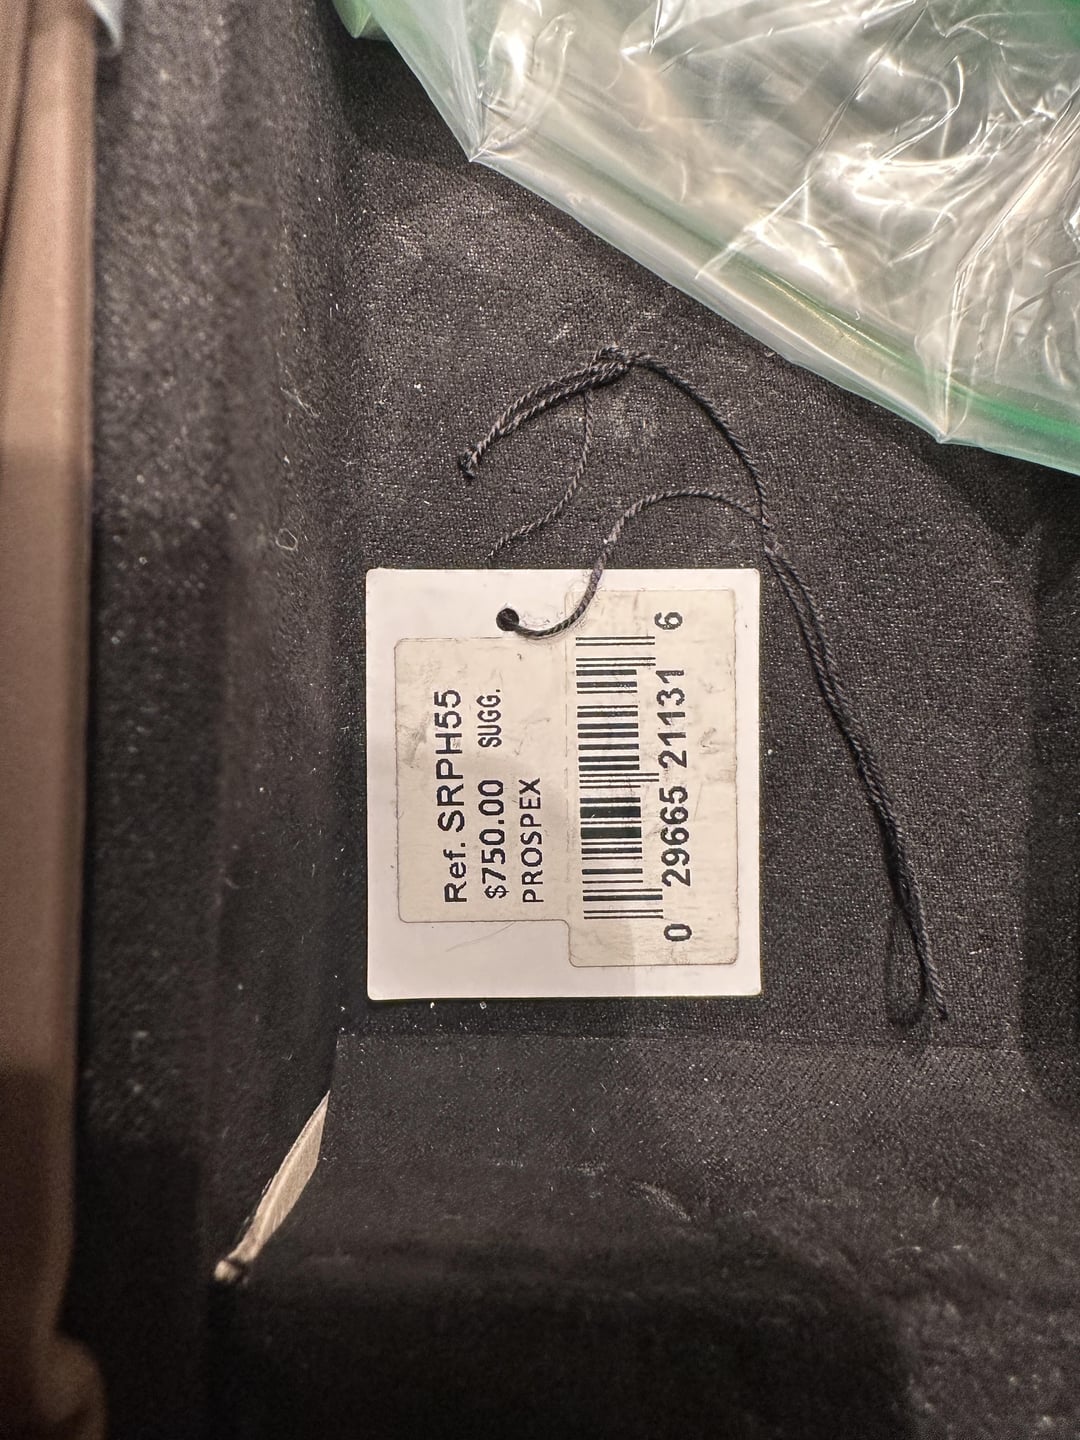 Ref. SRPH55
$750.00 SUGG.
PROSPEX
0 29665 21131 6